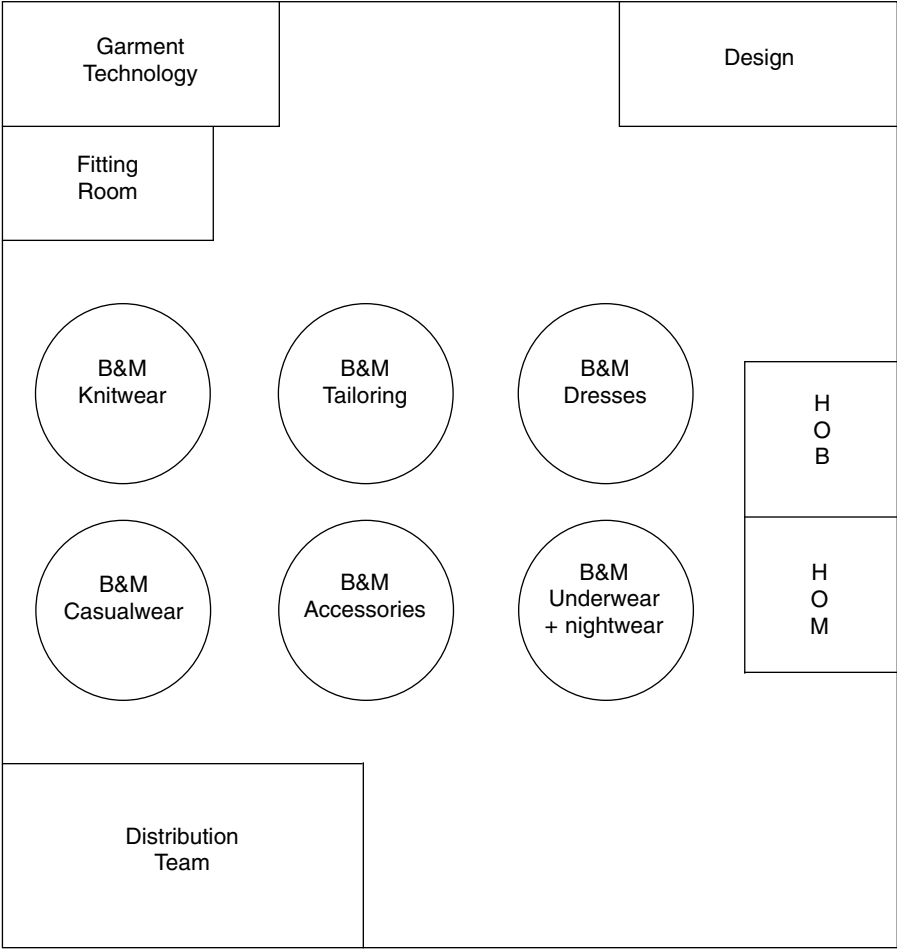 Garment
Technology
Design
Fitting
Room
B&M
Knitwear
B&M
Tailoring
B&M
Dresses
H
O
B
B&M
Casualwear
B&M
Accessories
B&M
Underwear
+ nightwear
H
O
M
Distribution
Team